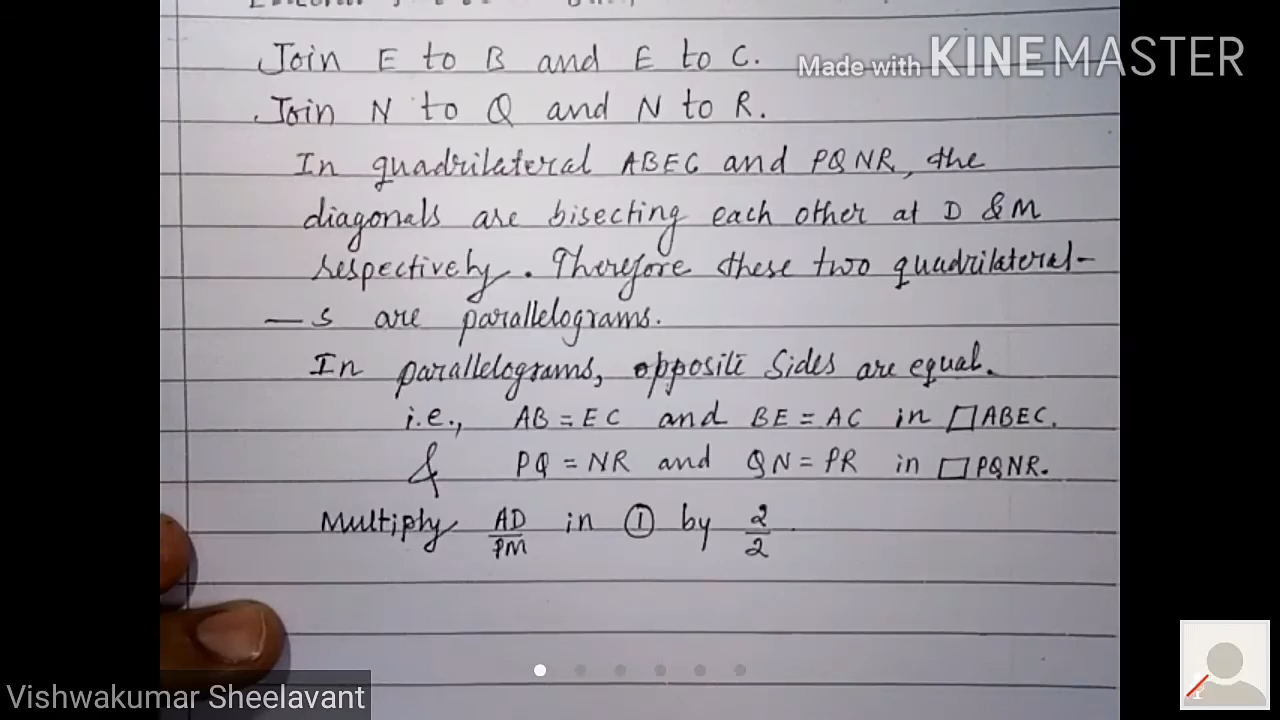 Join E to B and E to C.
Made with KINEMASTER
Join N to Q and N to R.
In quadrilateral ABEC and PQNR, the
diagonals are bisecting each other at D & M
respectively. Therefore these two quadrilateral-
— s are parallelograms.
In parallelograms, opposite sides are equal.
i.e., AB = EC and BE = AC in □ABEC.
& PQ = NR and QN = PR in □PQNR.
Multiply AD/PM in ① by 2/2
Vishwakumar Sheelavant